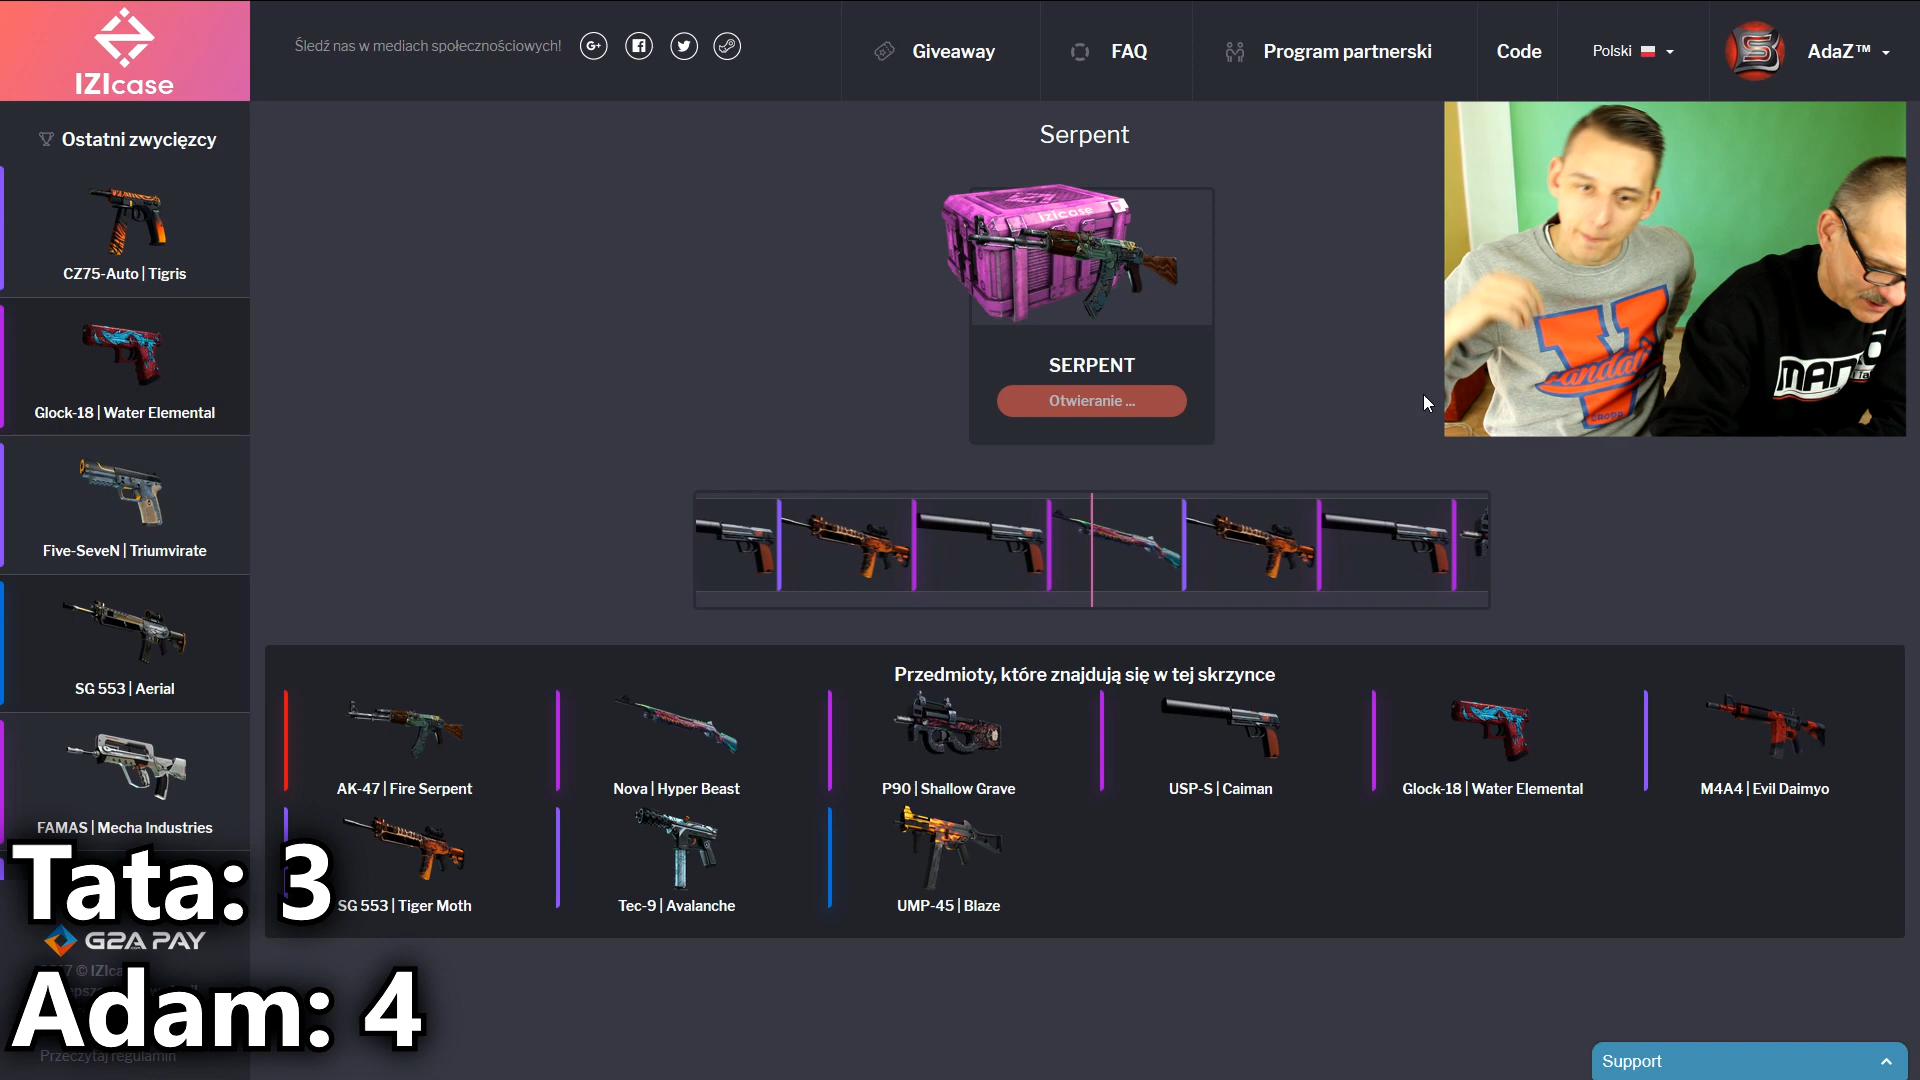 IZIcase
Śledź nas w mediach społecznościowych!
G+
Giveaway
FAQ
Program partnerski
Code
Polski
AdaZ™
Ostatni zwycięzcy
CZ75-Auto | Tigris
Glock-18 | Water Elemental
Five-SeveN | Triumvirate
SG 553 | Aerial
FAMAS | Mecha Industries
Serpent
izicase
SERPENT
Otwieranie ...
Vandal
CROPP
Przedmioty, które znajdują się w tej skrzynce
AK-47 | Fire Serpent
Nova | Hyper Beast
P90 | Shallow Grave
USP-S | Caiman
Glock-18 | Water Elemental
M4A4 | Evil Daimyo
SG 553 | Tiger Moth
Tec-9 | Avalanche
UMP-45 | Blaze
Tata: 3
G2A PAY
Adam: 4
Przeczytaj regulamin
Support